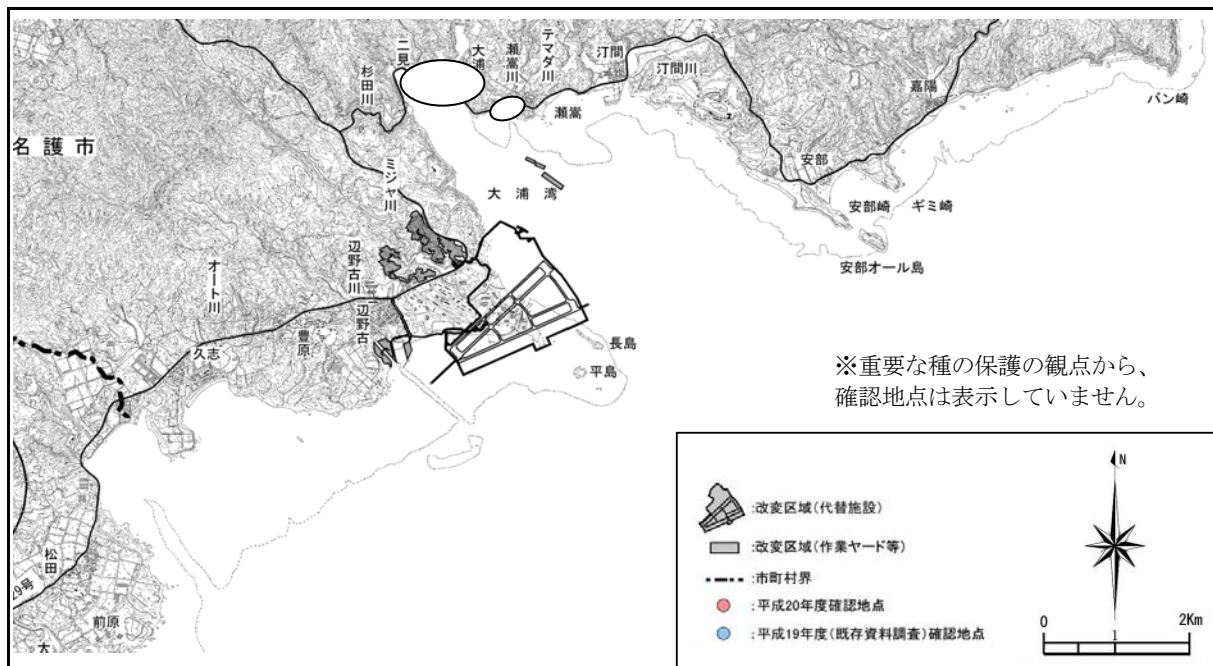 二見
大浦
瀬嵩川
テマダ川
汀間
杉田川
瀬嵩
汀間川
嘉陽
バン崎
名護市
ミジャ川
大浦湾
安部
安部崎
ギミ崎
安部オール島
オート川
辺野古川
辺野古
豊原
久志
長島
平島
※重要な種の保護の観点から、
確認地点は表示していません。
松田
29号
前原
大
N
:改変区域(代替施設)
:改変区域(作業ヤード等)
:市町村界
:平成20年度確認地点
:平成19年度(既存資料調査)確認地点
0 1 2Km